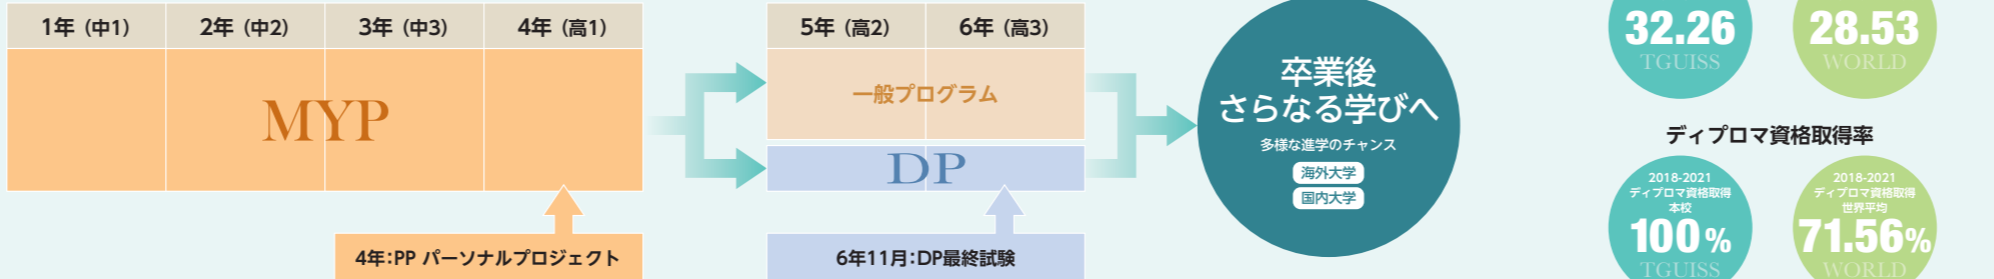 1年（中1）
2年（中2）
3年（中3）
4年（高1）
MYP
4年：PP パーソナルプロジェクト
5年（高2）
6年（高3）
一般プログラム
DP
6年11月：DP最終試験
卒業後
さらなる学びへ
多様な進学のチャンス
海外大学
国内大学
32.26
TGUISS
28.53
WORLD
ディプロマ資格取得率
2018-2021
ディプロマ資格取得
本校
100%
TGUISS
2018-2021
ディプロマ資格取得
世界平均
71.56%
WORLD